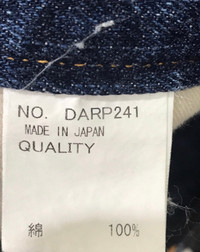 NO. DARP241
MADE IN JAPAN
QUALITY
綿 100%